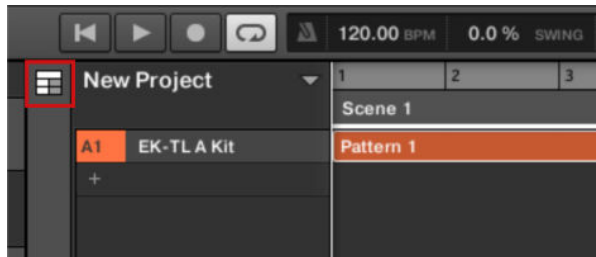 120.00 BPM 0.0 % SWING
New Project 1 2 3
Scene 1
A1 EK-TL A Kit Pattern 1
+